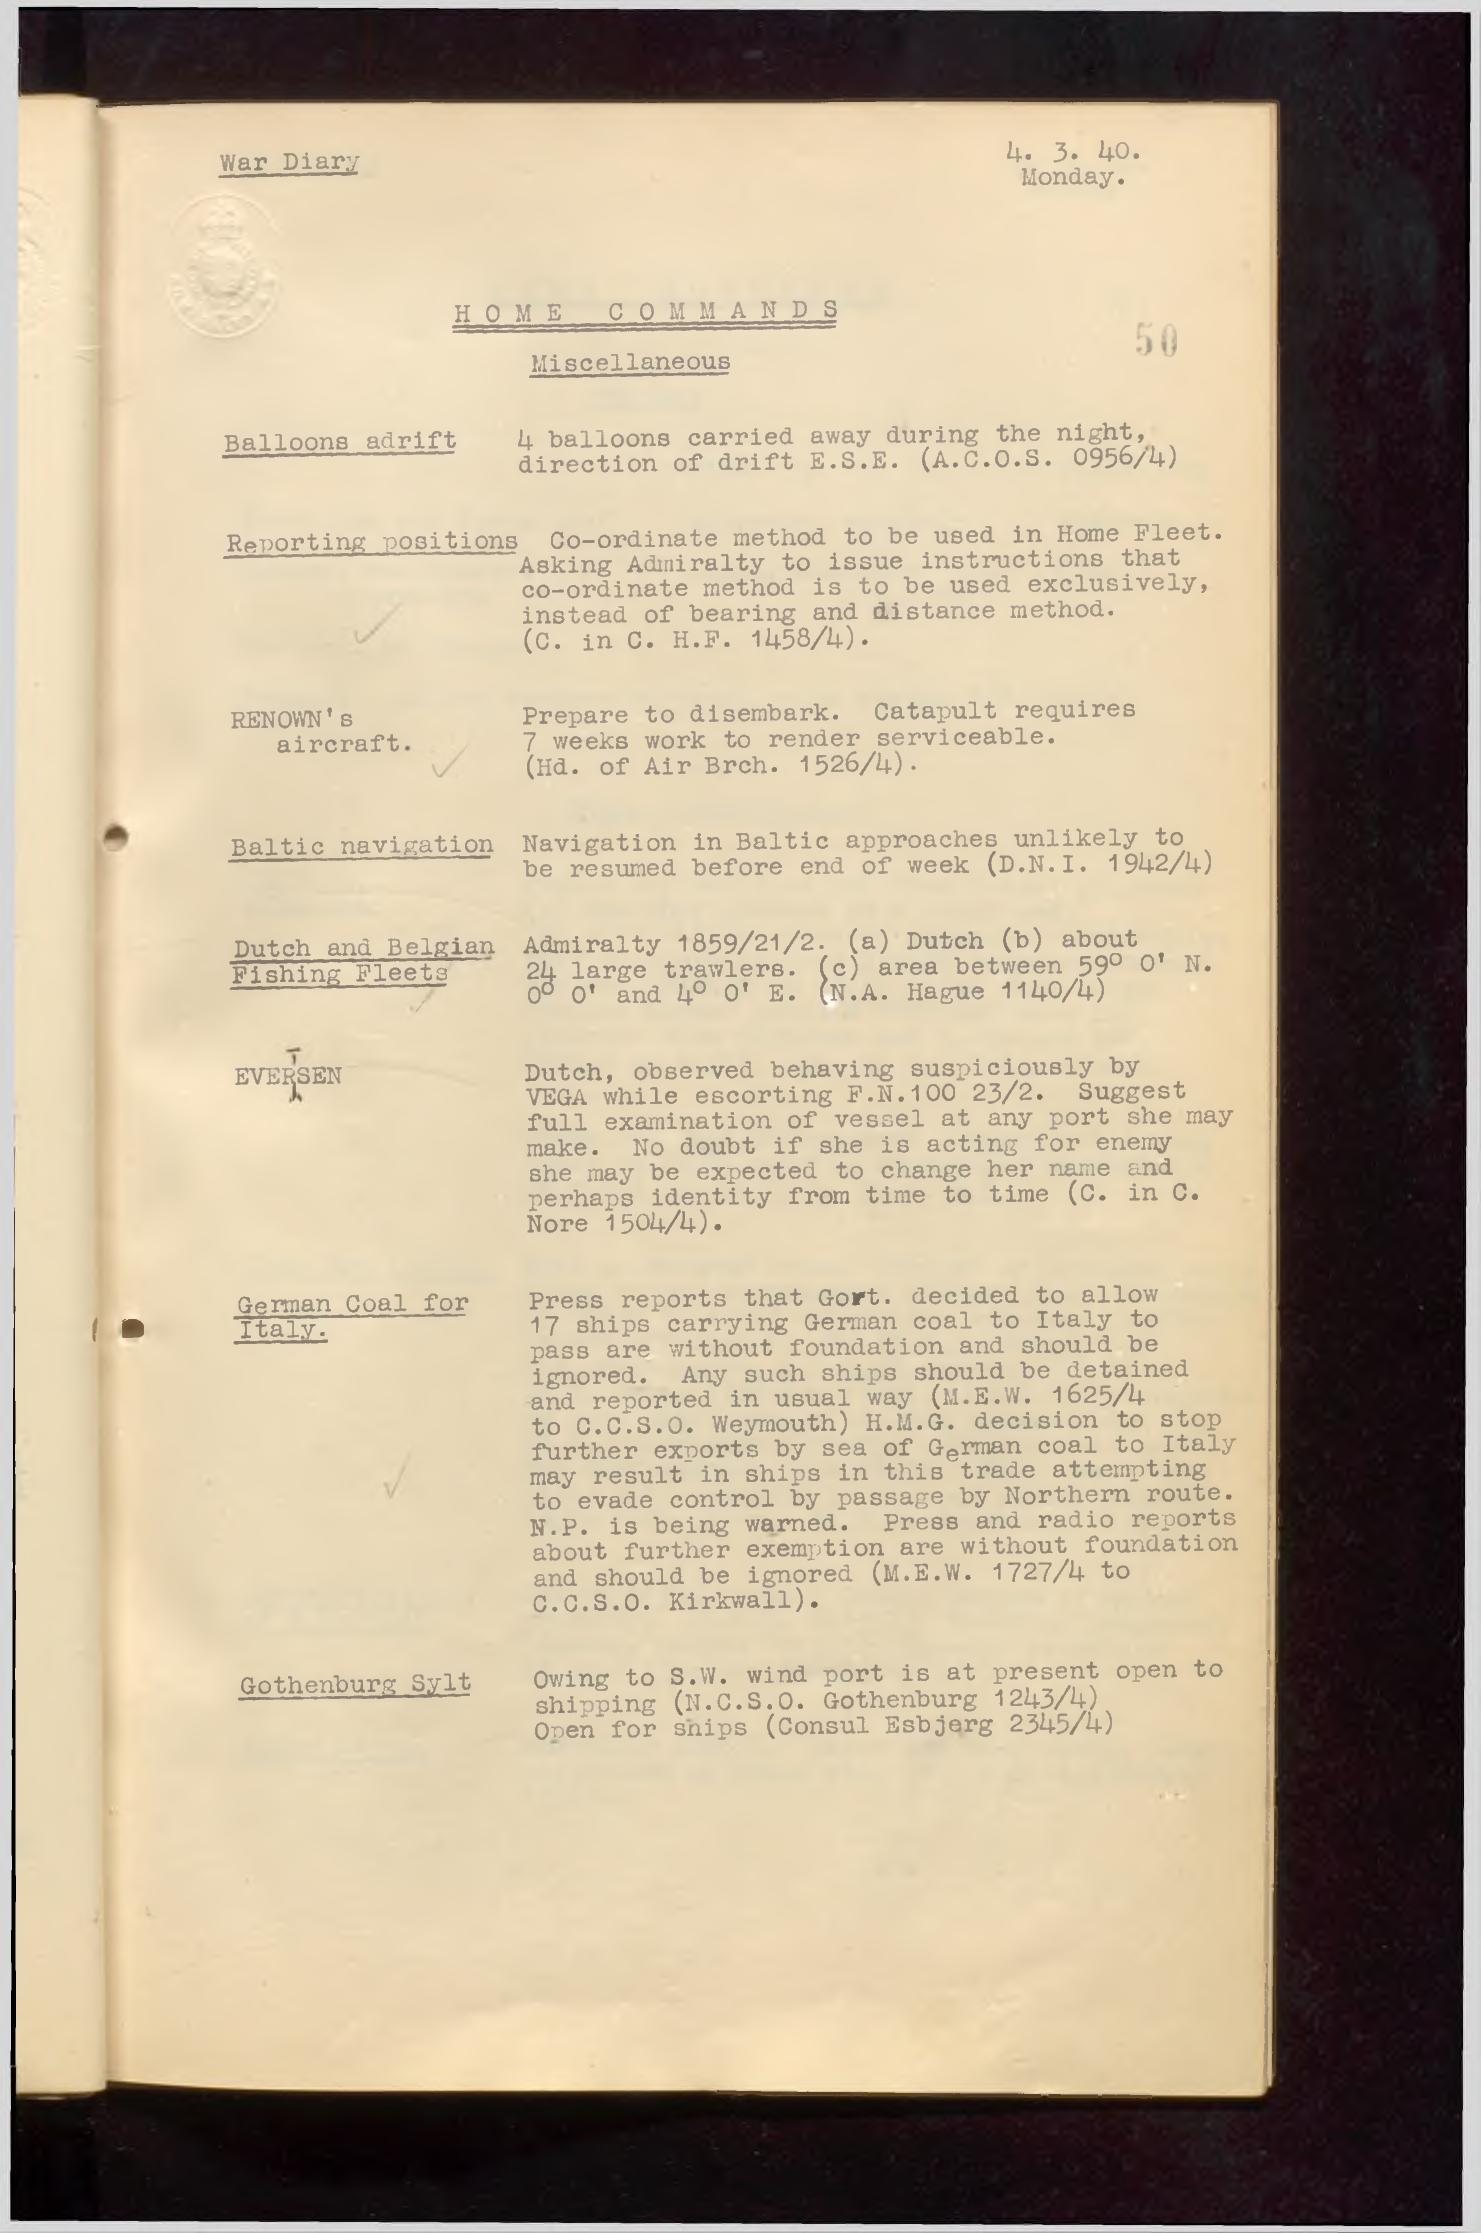 War Diary
4. 3. 40.
Monday.
HOME COMMANDS
50
Miscellaneous
Balloons adrift 4 balloons carried away during the night,
direction of drift E.S.E. (A.C.O.S. 0956/4)
Reporting positions Co-ordinate method to be used in Home Fleet.
Asking Admiralty to issue instructions that
co-ordinate method is to be used exclusively,
instead of bearing and distance method.
(C. in C. H.F. 1458/4).
RENOWN's Prepare to disembark. Catapult requires
aircraft. 7 weeks work to render serviceable.
(Hd. of Air Brch. 1526/4).
Baltic navigation Navigation in Baltic approaches unlikely to
be resumed before end of week (D.N.I. 1942/4)
Dutch and Belgian Admiralty 1859/21/2. (a) Dutch (b) about
Fishing Fleets 24 large trawlers. (c) area between 59° 0' N.
0° 0' and 4° 0' E. (N.A. Hague 1140/4)
EVERSEN Dutch, observed behaving suspiciously by
VEGA while escorting F.N.100 23/2. Suggest
full examination of vessel at any port she may
make. No doubt if she is acting for enemy
she may be expected to change her name and
perhaps identity from time to time (C. in C.
Nore 1504/4).
German Coal for Press reports that Gort. decided to allow
Italy. 17 ships carrying German coal to Italy to
pass are without foundation and should be
ignored. Any such ships should be detained
and reported in usual way (M.E.W. 1625/4
to C.C.S.O. Weymouth) H.M.G. decision to stop
further exports by sea of German coal to Italy
may result in ships in this trade attempting
to evade control by passage by Northern route.
N.P. is being warned. Press and radio reports
about further exemption are without foundation
and should be ignored (M.E.W. 1727/4 to
C.C.S.O. Kirkwall).
Gothenburg Sylt Owing to S.W. wind port is at present open to
shipping (N.C.S.O. Gothenburg 1243/4)
Open for ships (Consul Esbjerg 2345/4)